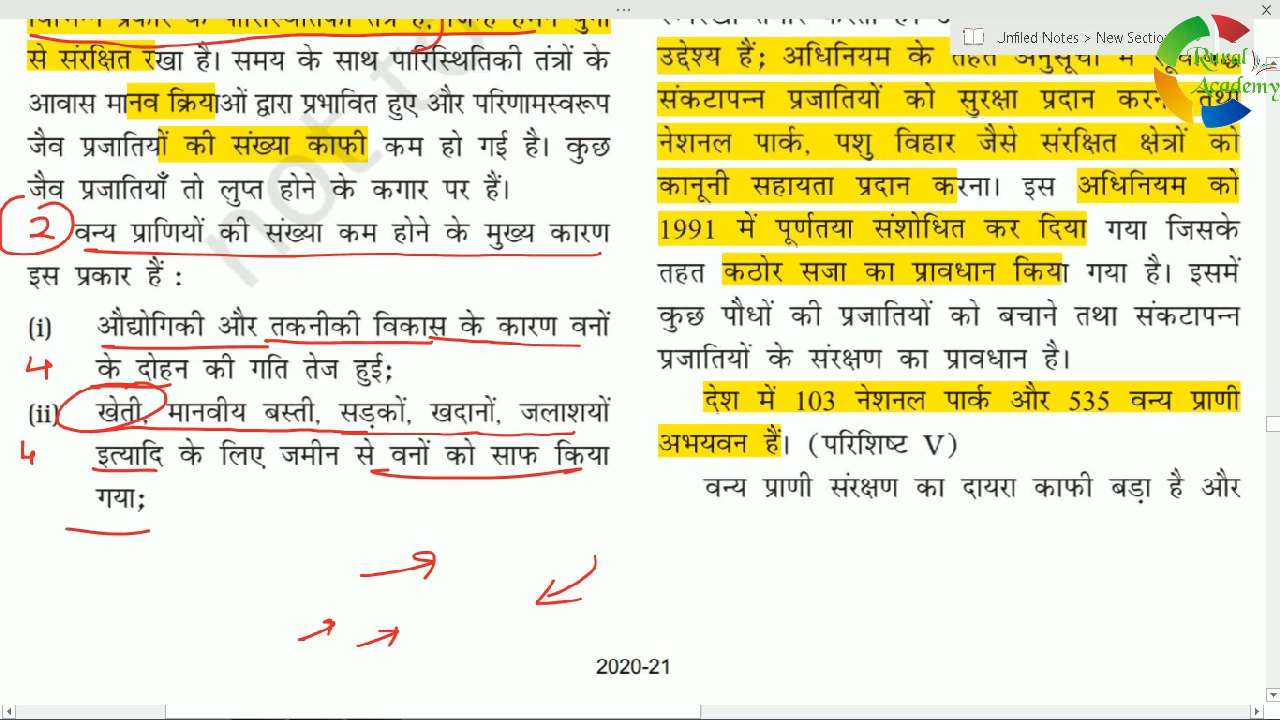 से संरक्षित रखा है। समय के साथ पारिस्थितिकी तंत्रों के
आवास मानव क्रियाओं द्वारा प्रभावित हुए और परिणामस्वरूप
जैव प्रजातियों की संख्या काफी कम हो गई है। कुछ
जैव प्रजातियाँ तो लुप्त होने के कगार पर हैं।
2 वन्य प्राणियों की संख्या कम होने के मुख्य कारण
इस प्रकार हैं :
(i) औद्योगिकी और तकनीकी विकास के कारण वनों
4 के दोहन की गति तेज हुई;
(ii) खेती, मानवीय बस्ती, सड़कों, खदानों, जलाशयों
4 इत्यादि के लिए जमीन से वनों को साफ किया
गया;
उद्देश्य हैं; अधिनियम के तहत अनुसूची में
संकटापन्न प्रजातियों को सुरक्षा प्रदान करना तथा
नेशनल पार्क, पशु विहार जैसे संरक्षित क्षेत्रों को
कानूनी सहायता प्रदान करना। इस अधिनियम को
1991 में पूर्णतया संशोधित कर दिया गया जिसके
तहत कठोर सजा का प्रावधान किया गया है। इसमें
कुछ पौधों की प्रजातियों को बचाने तथा संकटापन्न
प्रजातियों के संरक्षण का प्रावधान है।
देश में 103 नेशनल पार्क और 535 वन्य प्राणी
अभयवन हैं। (परिशिष्ट V)
वन्य प्राणी संरक्षण का दायरा काफी बड़ा है और
2020-21
not
Unfiled Notes > New Section
Rural
Academy